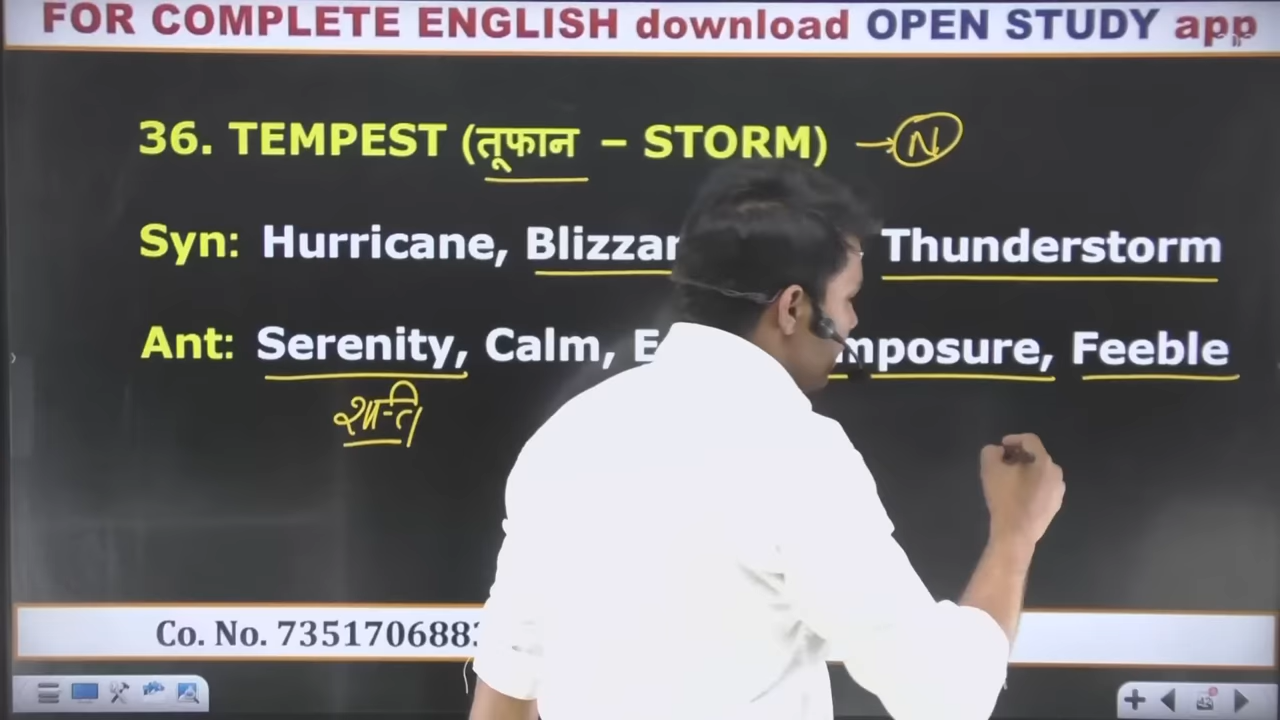 FOR COMPLETE ENGLISH download OPEN STUDY app
36. TEMPEST (तूफान – STORM) → N
Syn: Hurricane, Thunderstorm
Ant: Serenity, Calm, Feeble
शान्ति
Co. No.